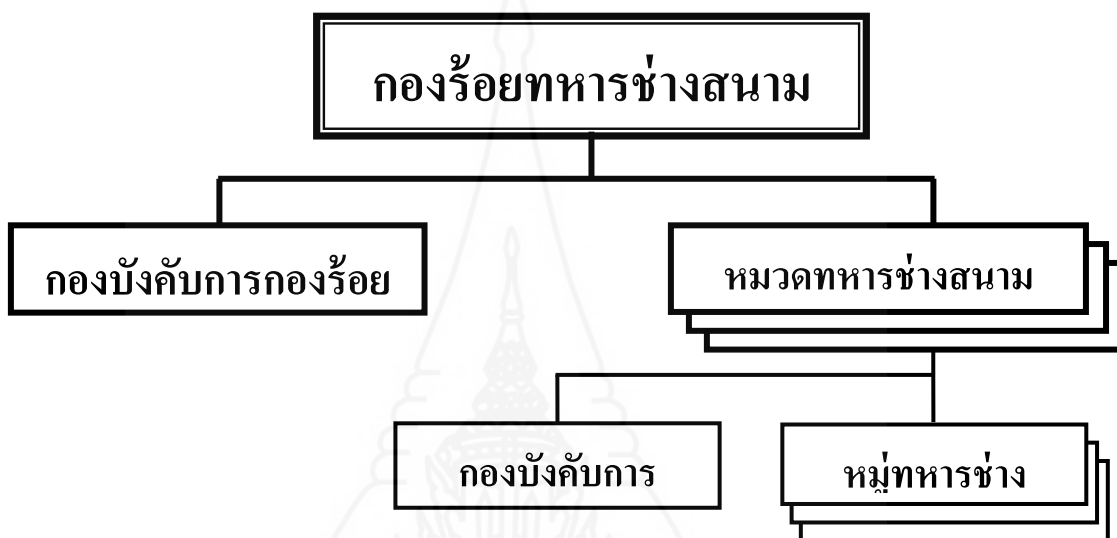 กองร้อยทหารช่างสนาม
กองบังคับการกองร้อย
หมวดทหารช่างสนาม
กองบังคับการ
หมู่ทหารช่าง